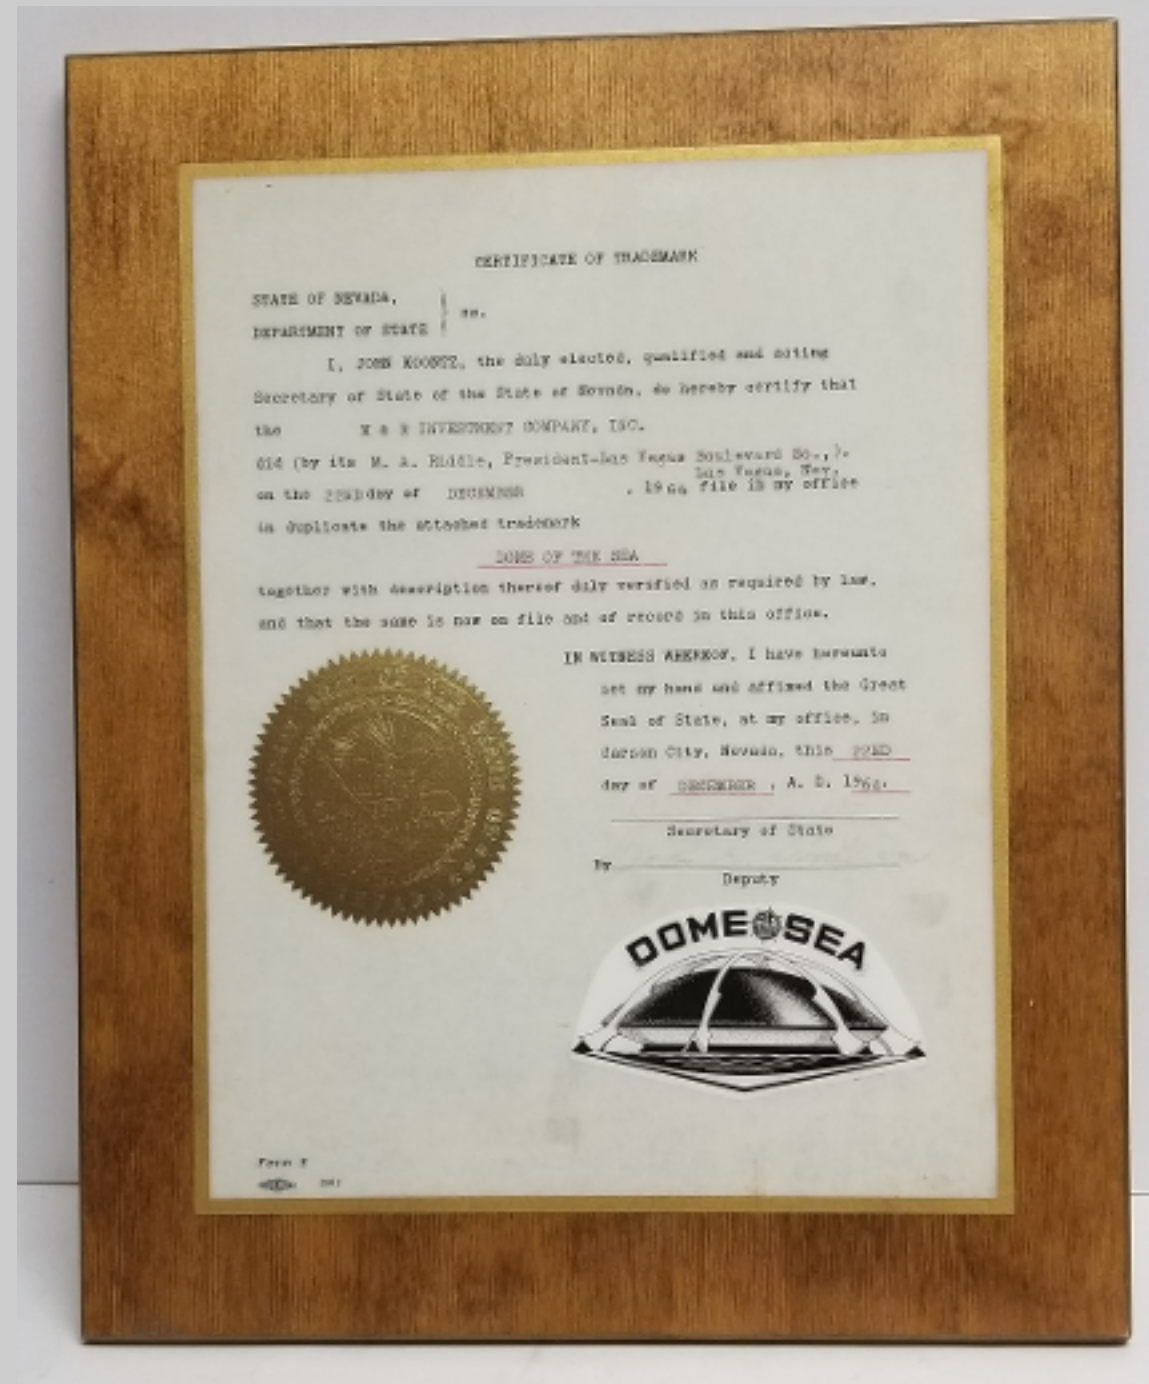 CERTIFICATE OF TRADEMARK
STATE OF NEVADA,
DEPARTMENT OF STATE
ss.
I, JOHN KOONTZ, the duly elected, qualified and acting
Secretary of State of the State of Nevada, do hereby certify that
the M & R INVESTMENT COMPANY, INC.
did (by its M. A. Riddle, President-Las Vegas Boulevard So.,).
Las Vegas, Nev.
on the 22ND day of DECEMBER , 1964 file in my office
in duplicate the attached trademark
DOME OF THE SEA
together with description thereof duly verified as required by law,
and that the same is now on file and of record in this office.
IN WITNESS WHEREOF, I have hereunto
set my hand and affixed the Great
Seal of State, at my office, in
Carson City, Nevada, this 22ND
day of DECEMBER , A. D. 1964.
Secretary of State
By
Deputy
DOME SEA
Form